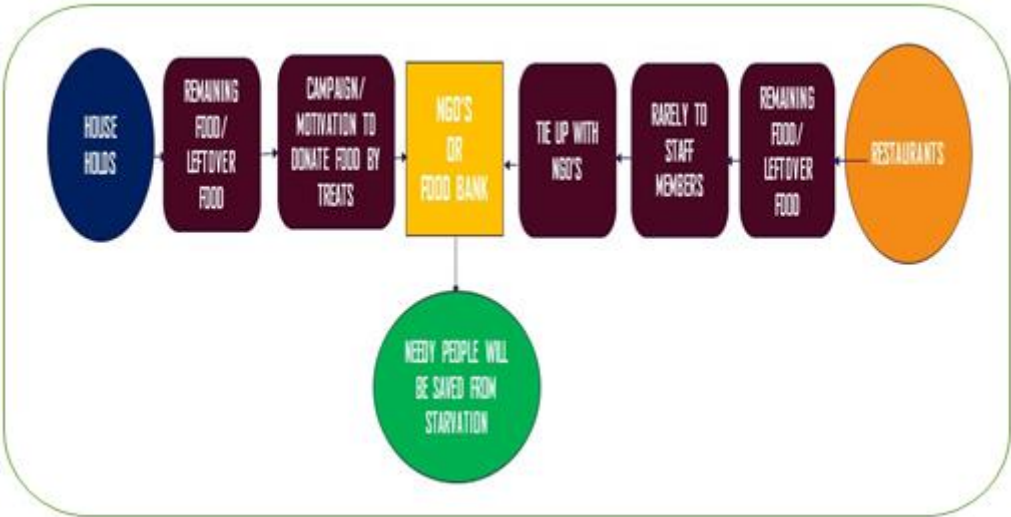 HOUSE
HOLDS
REMAINING
FOOD/
LEFTOVER
FOOD
CAMPAIGN/
MOTIVATION TO
DONATE FOOD BY
TREATS
NGO'S
OR
FOOD BANK
TIE UP WITH
NGO'S
RARELY TO
STAFF
MEMBERS
REMAINING
FOOD/
LEFTOVER
FOOD
RESTAURANTS
NEEDY PEOPLE WILL
BE SAVED FROM
STARVATION